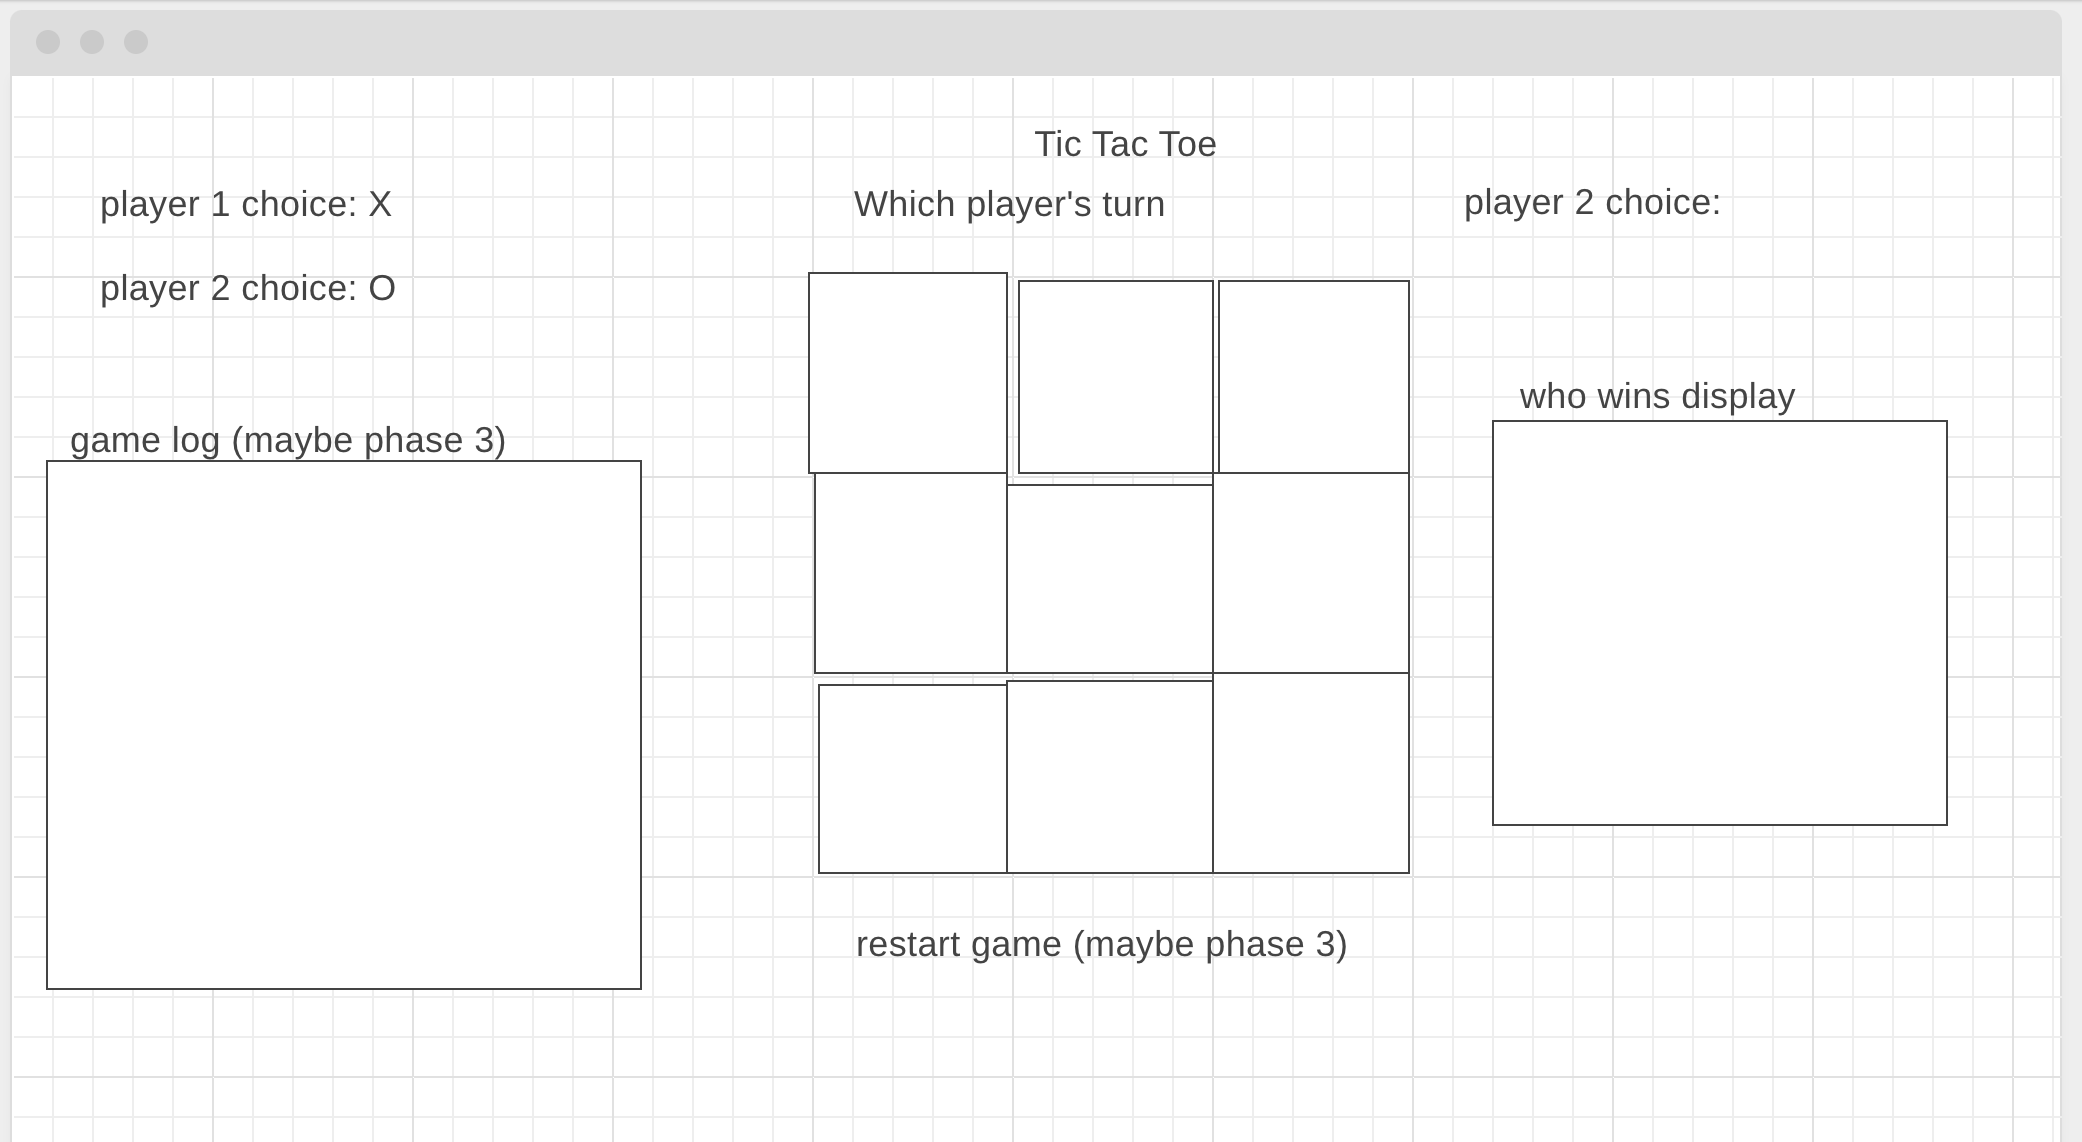 Tic Tac Toe
player 1 choice: X
Which player's turn
player 2 choice:
player 2 choice: O
who wins display
game log (maybe phase 3)
restart game (maybe phase 3)